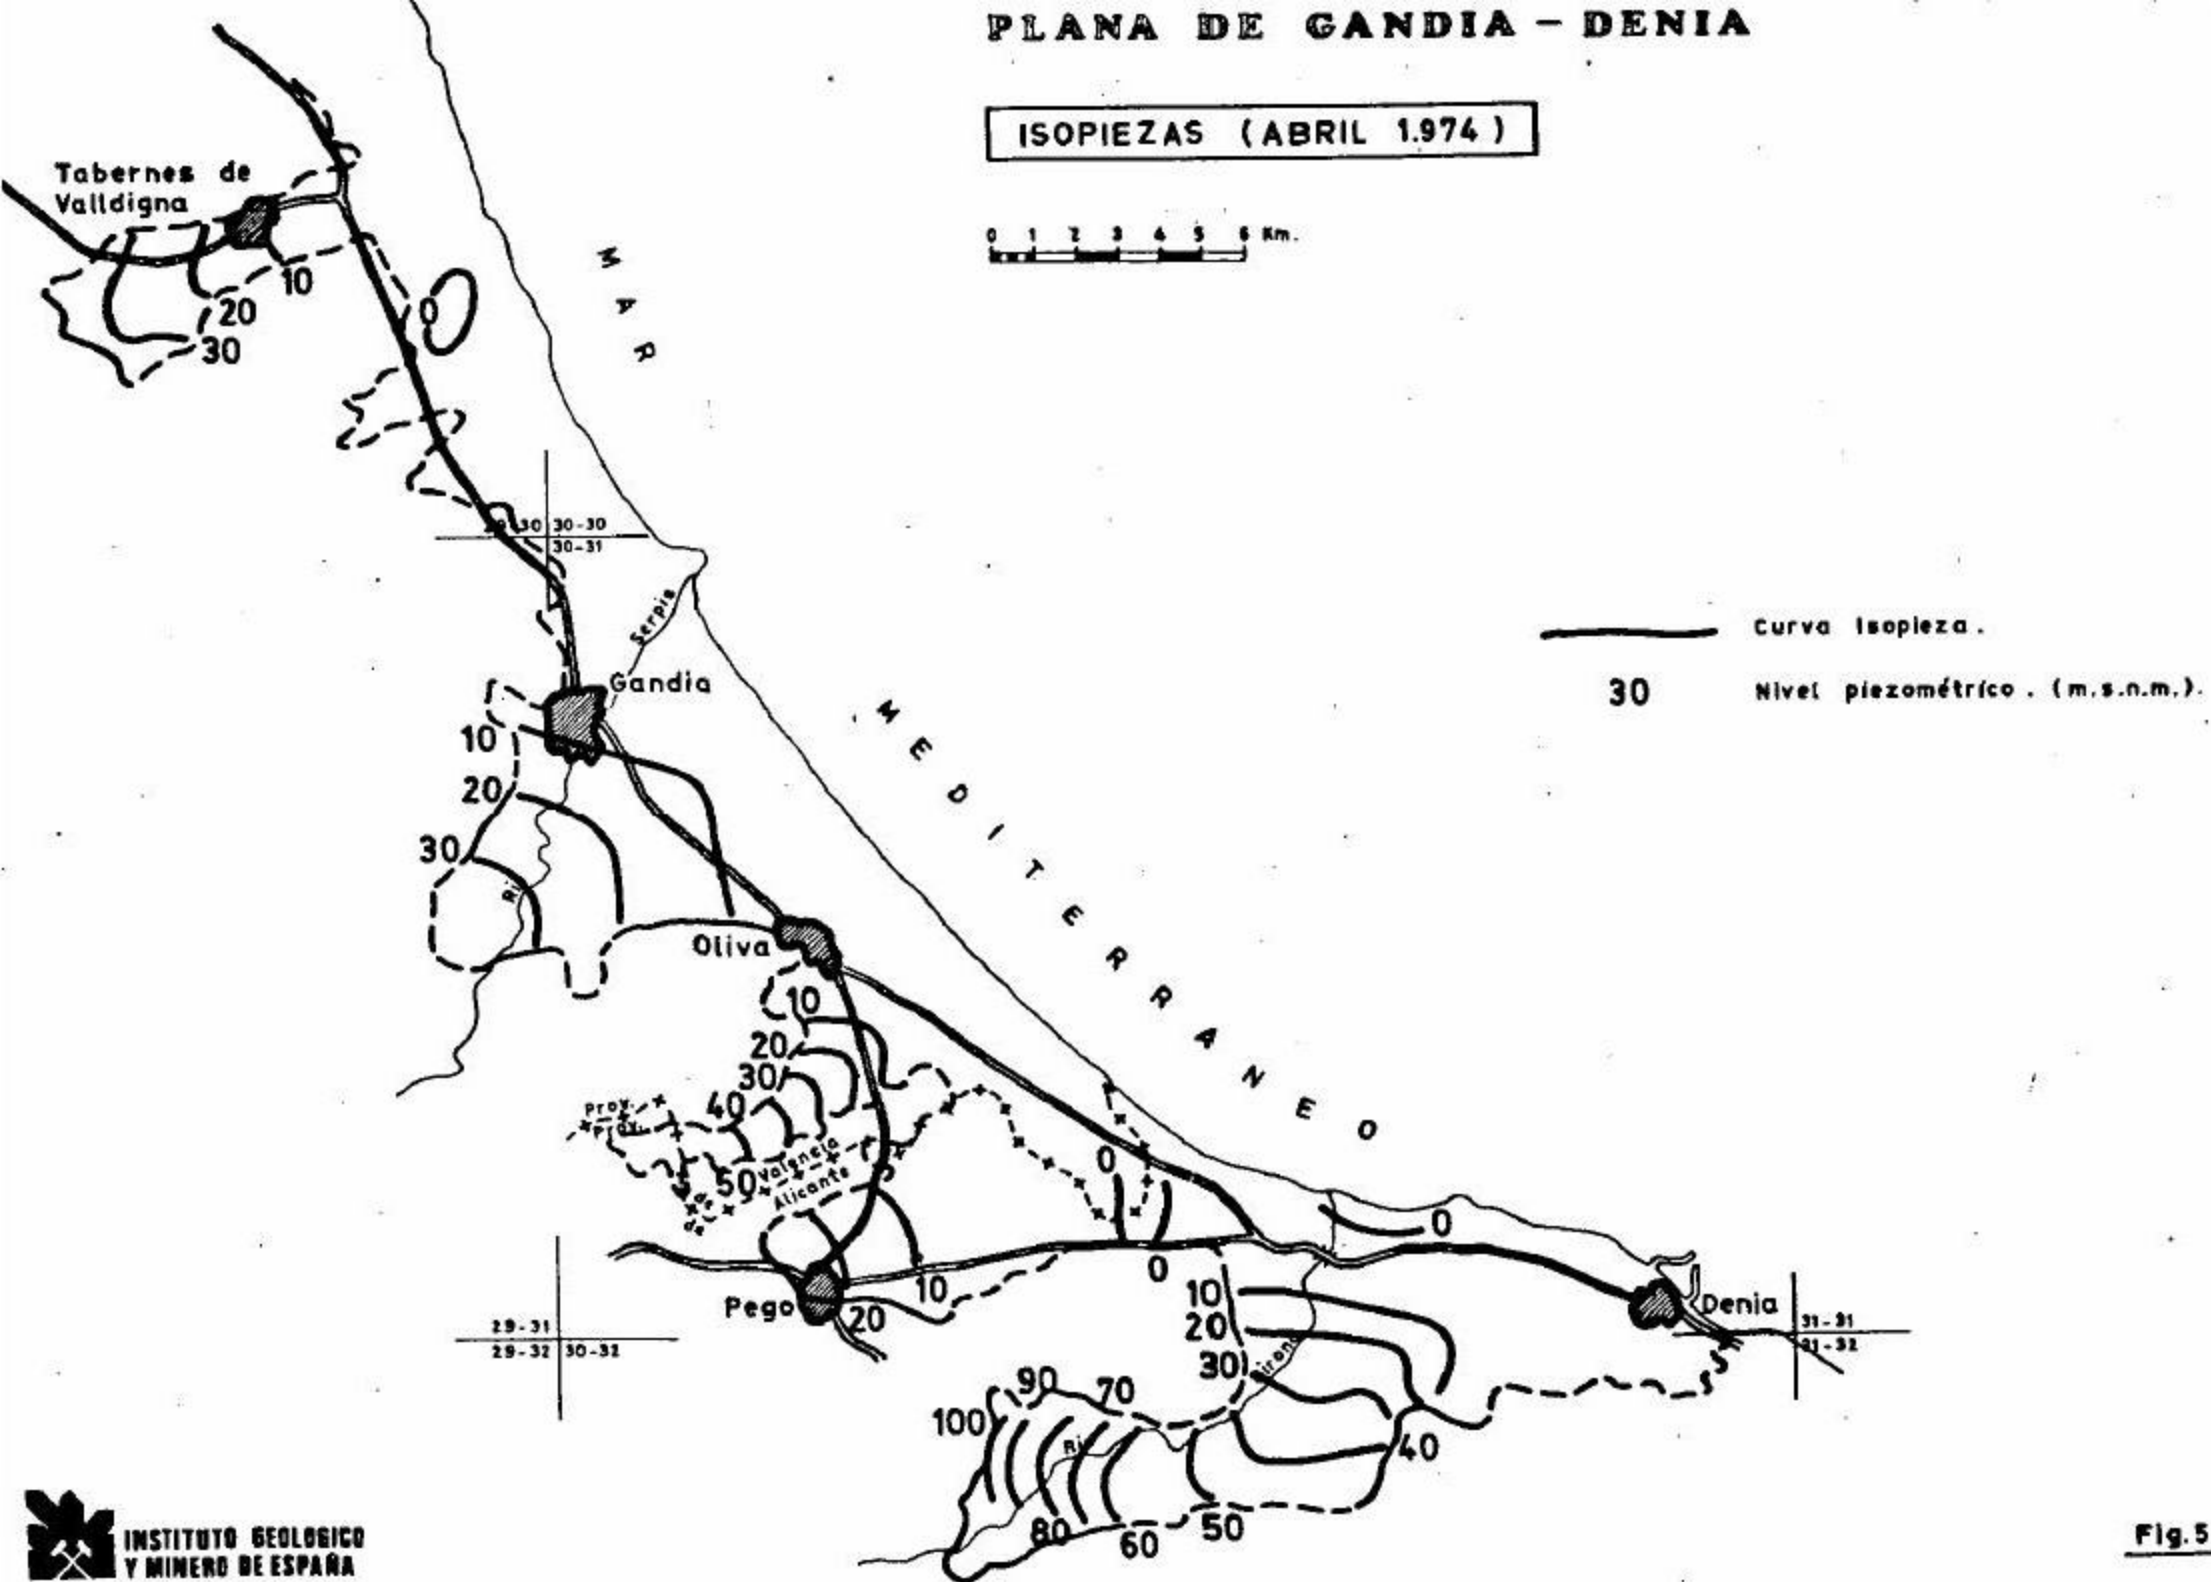 PLANA DE GANDIA - DENIA
ISOPIEZAS (ABRIL 1.974)
0 1 2 3 4 5 6 Km.
Tabernes de
Valldigna
10
20
30
0
MAR
30-30
30-31
Serpis
Gandia
Curva Isopieza.
30 Nivel piezométrico. (m.s.n.m.).
10
20
30
Ri
MEDITERRANEO
Oliva
10
20
30
40
50
Prov.
Prov.
de Valencia
de Alicante
0
0
0
Pego
20
10
10
20
30
Denia
29-31
29-32 30-32
31-31
31-32
90
70
100
Ri
40
80
60
50
INSTITUTO GEOLOGICO
Y MINERO DE ESPAÑA
Fig. 5